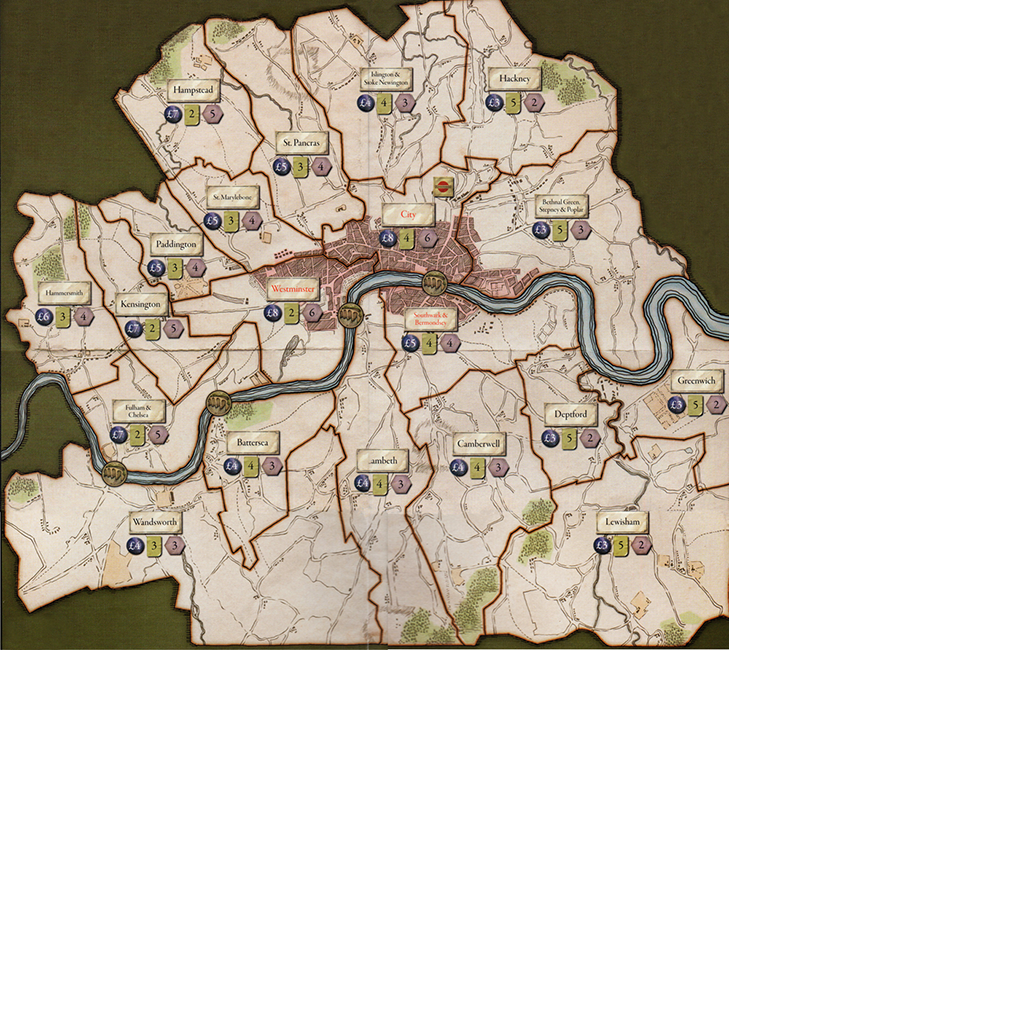 Hampstead
£7 2 5
Islington &
Stoke Newington
£4 4 3
Hackney
£3 5 2
St. Pancras
£5 3 4
St. Marylebone
£5 3 4
City
£8 4 6
Bethnal Green,
Stepney & Poplar
£3 5 3
Paddington
£5 3 4
Hammersmith
£6 3 4
Kensington
£7 2 5
Westminster
£8 2 6
Southwark &
Bermondsey
£5 4 4
Greenwich
£3 5 2
Fulham &
Chelsea
£7 2 5
Deptford
£3 5 2
Battersea
£4 4 3
Camberwell
£4 4 3
Lambeth
£4 4 3
Wandsworth
£4 3 3
Lewisham
£3 5 2